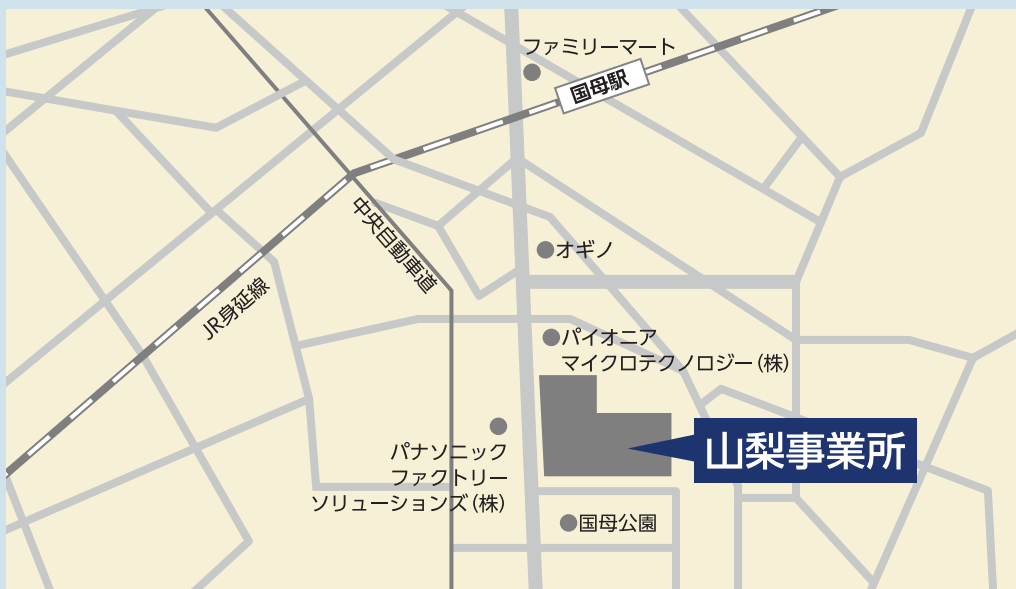 ファミリーマート
国母駅
中央自動車道
オギノ
JR身延線
パイオニア
マイクロテクノロジー(株)
パナソニック
ファクトリー
ソリューションズ(株)
山梨事業所
国母公園